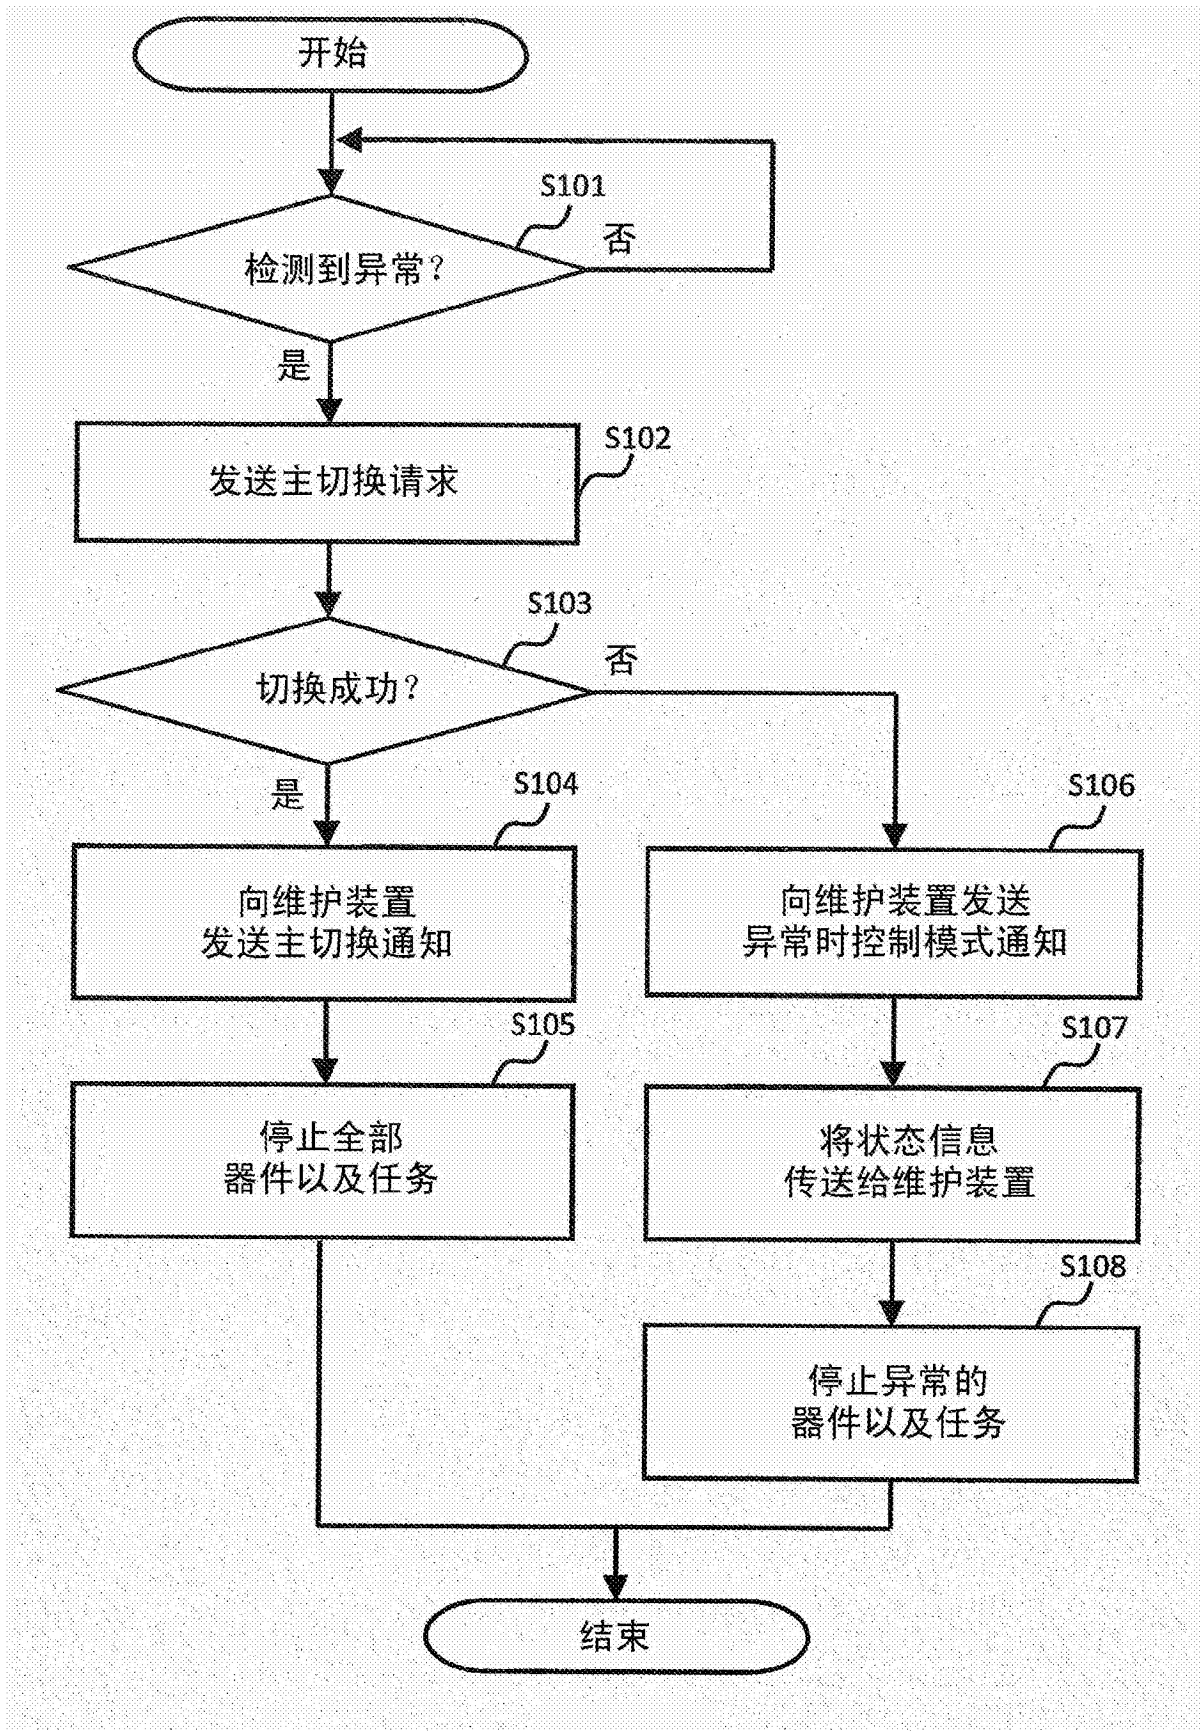 开始
S101
检测到异常？
否
是
S102
发送主切换请求
S103
切换成功？
否
是
S104
向维护装置
发送主切换通知
S105
停止全部
器件以及任务
S106
向维护装置发送
异常时控制模式通知
S107
将状态信息
传送给维护装置
S108
停止异常的
器件以及任务
结束